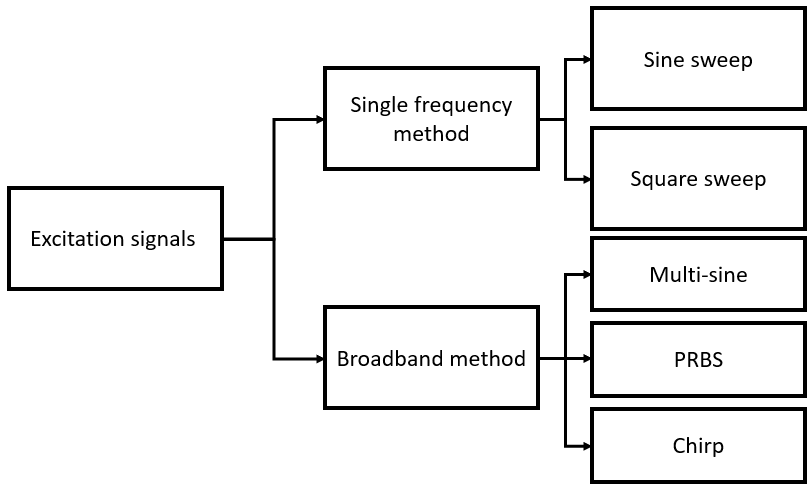 Excitation signals
Single frequency
method
Sine sweep
Square sweep
Broadband method
Multi-sine
PRBS
Chirp